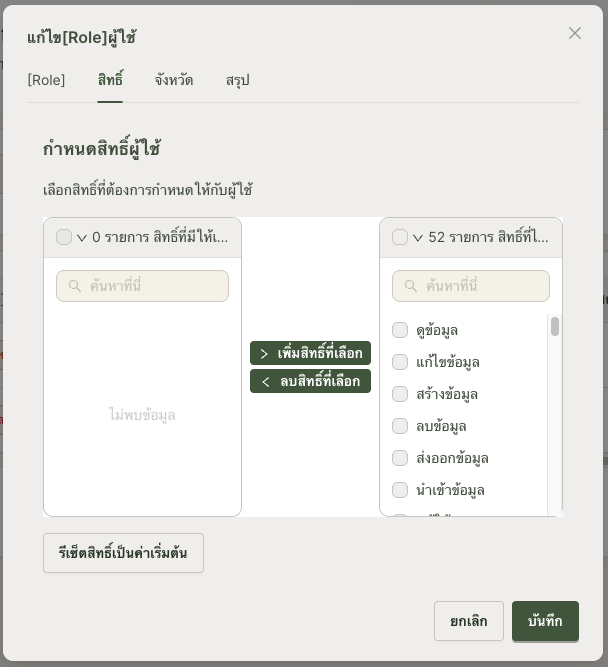 แก้ไข[Role]ผู้ใช้
[Role] สิทธิ์ จังหวัด สรุป
กำหนดสิทธิ์ผู้ใช้
เลือกสิทธิ์ที่ต้องการกำหนดให้กับผู้ใช้
0 รายการ สิทธิ์ที่มีให้เ...
ค้นหาที่นี่
ไม่พบข้อมูล
เพิ่มสิทธิ์ที่เลือก
ลบสิทธิ์ที่เลือก
52 รายการ สิทธิ์ที่ไ...
ค้นหาที่นี่
ดูข้อมูล
แก้ไขข้อมูล
สร้างข้อมูล
ลบข้อมูล
ส่งออกข้อมูล
นำเข้าข้อมูล
รีเซ็ตสิทธิ์เป็นค่าเริ่มต้น
ยกเลิก บันทึก